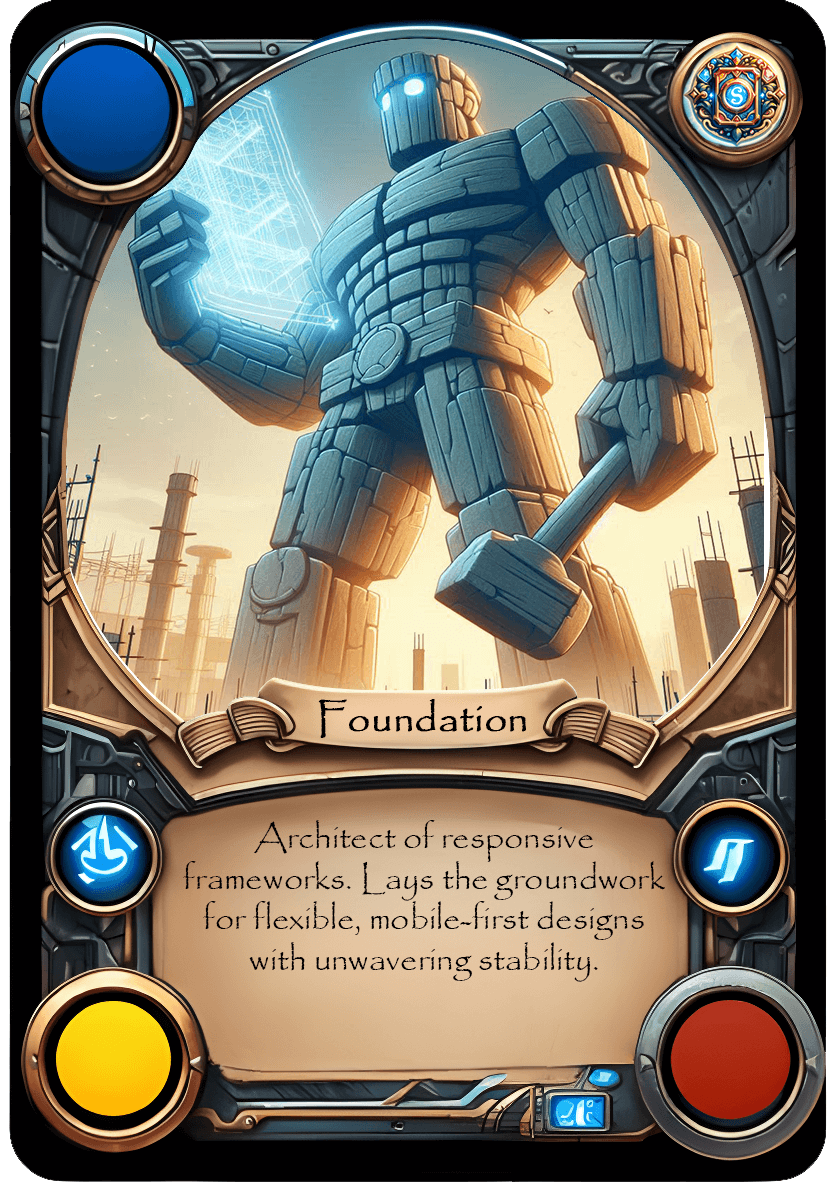 S
Foundation
Architect of responsive
frameworks. Lays the groundwork
for flexible, mobile-first designs
with unwavering stability.